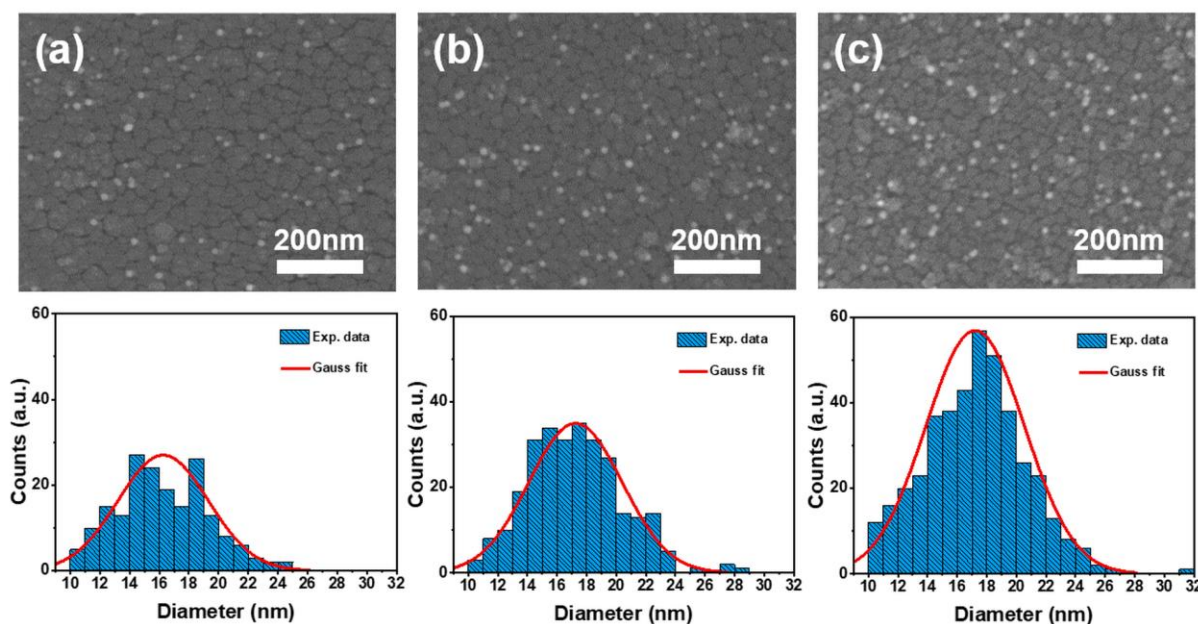 (a) (b) (c)
200nm 200nm 200nm
60 60 60
Exp. data Exp. data Exp. data
Gauss fit Gauss fit Gauss fit
40 40 40
Counts (a.u.) Counts (a.u.) Counts (a.u.)
20 20 20
0 0 0
10 12 14 16 18 20 22 24 26 28 30 32 10 12 14 16 18 20 22 24 26 28 30 32 10 12 14 16 18 20 22 24 26 28 30 32
Diameter (nm) Diameter (nm) Diameter (nm)